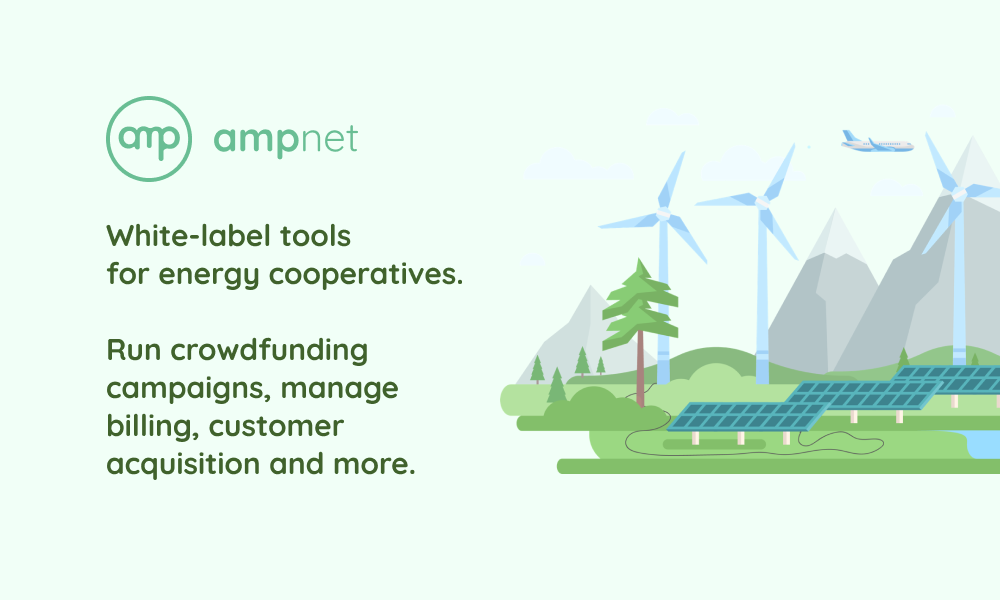 amp ampnet
White-label tools
for energy cooperatives.
Run crowdfunding
campaigns, manage
billing, customer
acquisition and more.